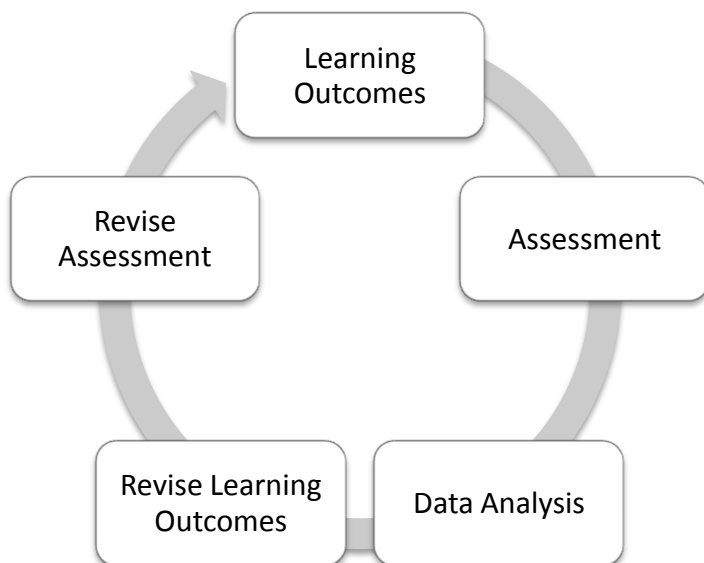 Learning
Outcomes
Assessment
Data Analysis
Revise Learning
Outcomes
Revise
Assessment